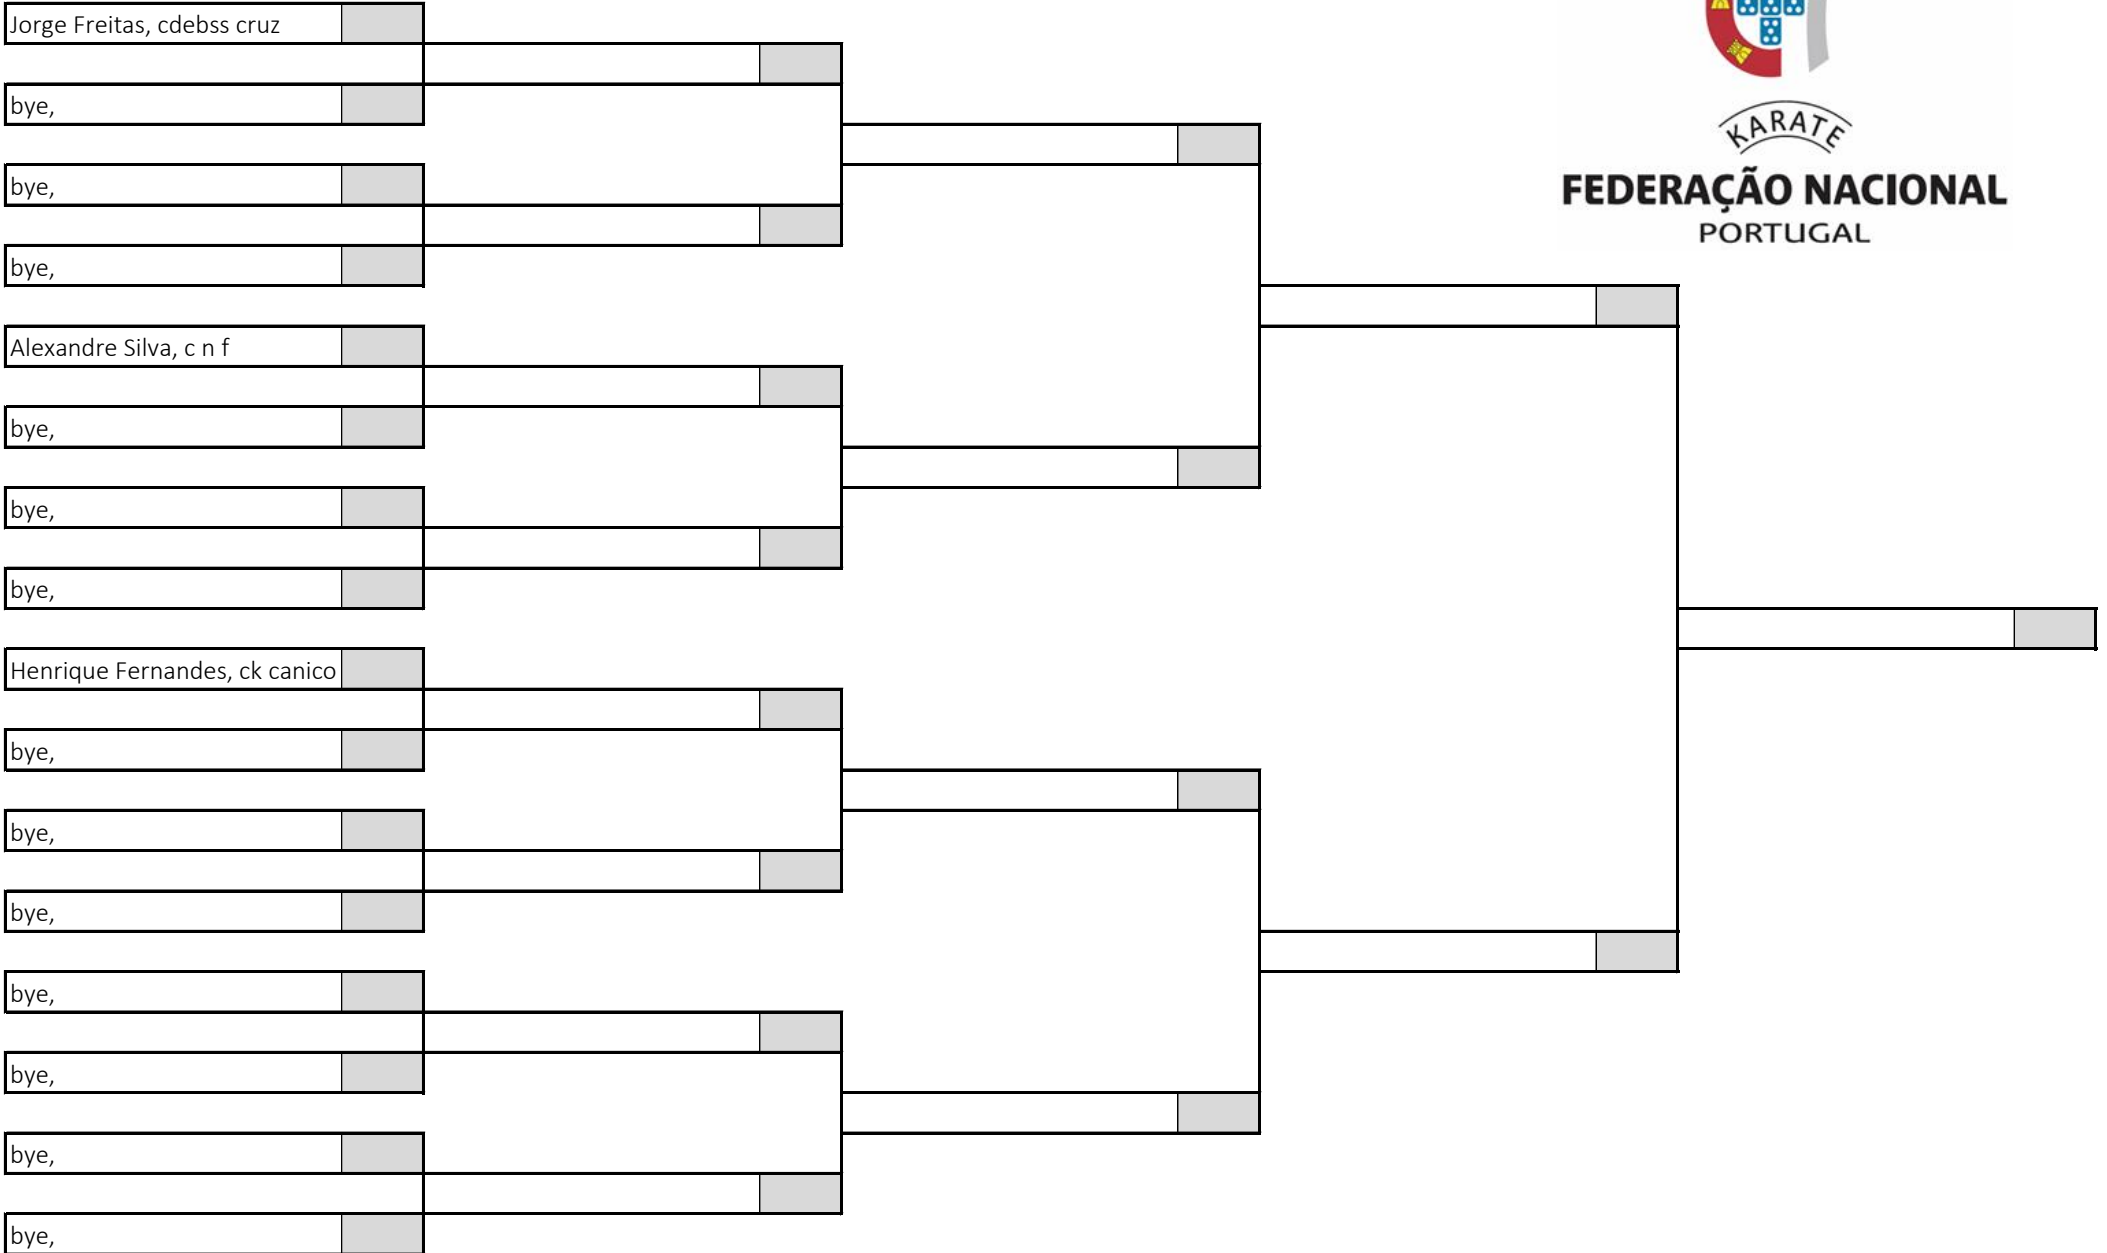 Jorge Freitas, cdebss cruz
bye,
bye,
bye,
Alexandre Silva, c n f
bye,
bye,
bye,
Henrique Fernandes, ck canico
bye,
bye,
bye,
bye,
bye,
bye,
bye,
KARATE
FEDERAÇÃO NACIONAL
PORTUGAL